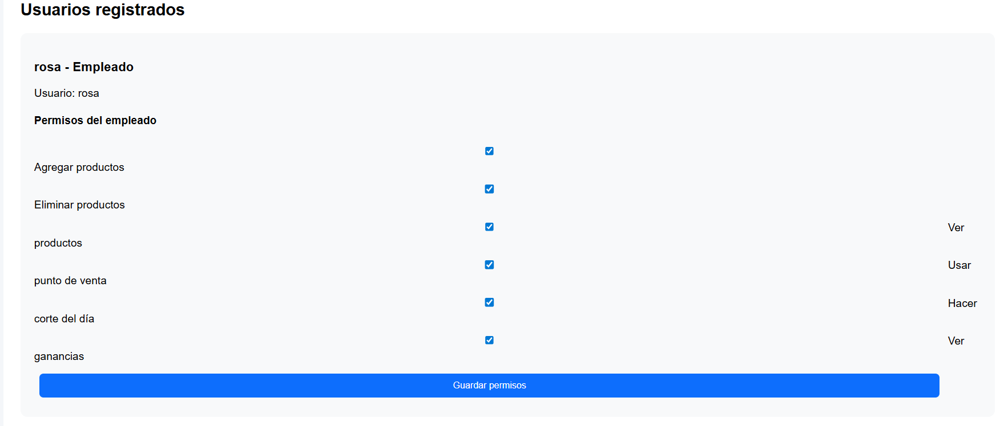 Usuarios registrados
rosa - Empleado
Usuario: rosa
Permisos del empleado
Agregar productos
Eliminar productos
Ver
productos
Usar
punto de venta
Hacer
corte del día
Ver
ganancias
Guardar permisos